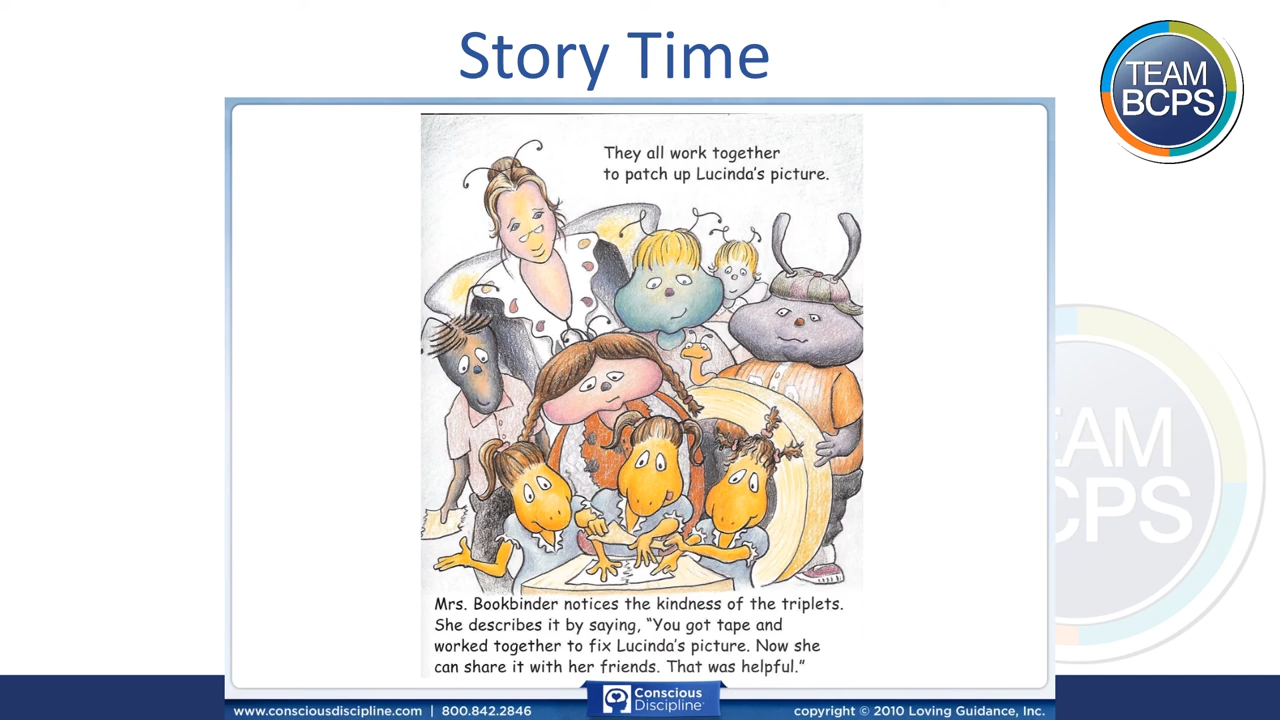 Story Time
TEAM
BCPS
They all work together
to patch up Lucinda's picture.
Mrs. Bookbinder notices the kindness of the triplets.
She describes it by saying, “You got tape and
worked together to fix Lucinda's picture. Now she
can share it with her friends. That was helpful.”
TEAM
BCPS
www.consciousdiscipline.com | 800.842.2846
Conscious
Discipline®
copyright © 2010 Loving Guidance, Inc.